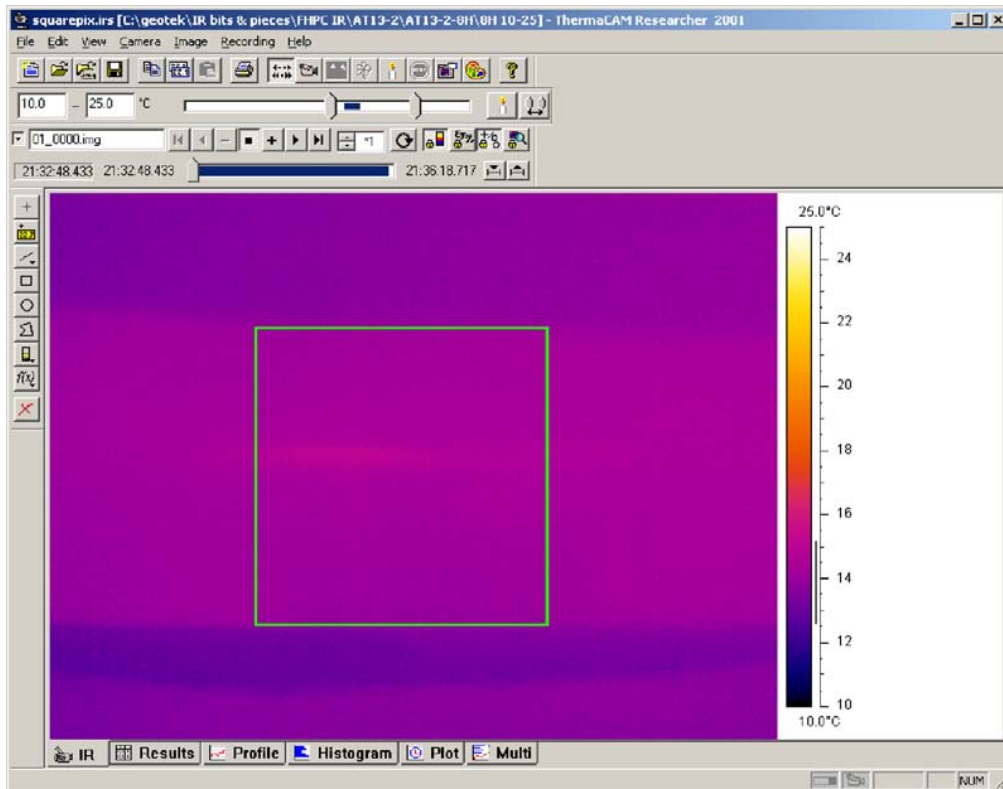 squarepix.irs [C:\geotek\IR bits & pieces\FHPC IR\AT13-2\AT13-2-8H\8H 10-25] - ThermaCAM Researcher 2001
File Edit View Camera Image Recording Help
10.0 - 25.0 °C
01_0000.img *1
21:32:48.433 21:32:48.433 21:36:18.717
25.0°C
24
22
20
18
16
14
12
10
10.0°C
f(x)
IR Results Profile Histogram Plot Multi
NUM